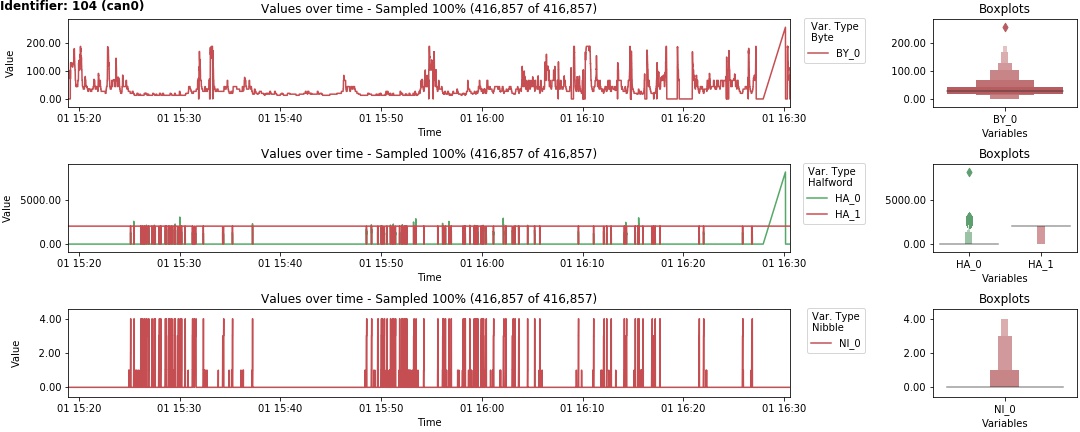 Identifier: 104 (can0)
Values over time - Sampled 100% (416,857 of 416,857)
Value
200.00
100.00
0.00
01 15:20 01 15:30 01 15:40 01 15:50 01 16:00 01 16:10 01 16:20 01 16:30
Time
Var. Type
Byte
BY_0
Boxplots
200.00
100.00
0.00
BY_0
Variables
Values over time - Sampled 100% (416,857 of 416,857)
Value
5000.00
0.00
01 15:20 01 15:30 01 15:40 01 15:50 01 16:00 01 16:10 01 16:20 01 16:30
Time
Var. Type
Halfword
HA_0
HA_1
Boxplots
5000.00
0.00
HA_0 HA_1
Variables
Values over time - Sampled 100% (416,857 of 416,857)
Value
4.00
2.00
0.00
01 15:20 01 15:30 01 15:40 01 15:50 01 16:00 01 16:10 01 16:20 01 16:30
Time
Var. Type
Nibble
NI_0
Boxplots
4.00
2.00
0.00
NI_0
Variables